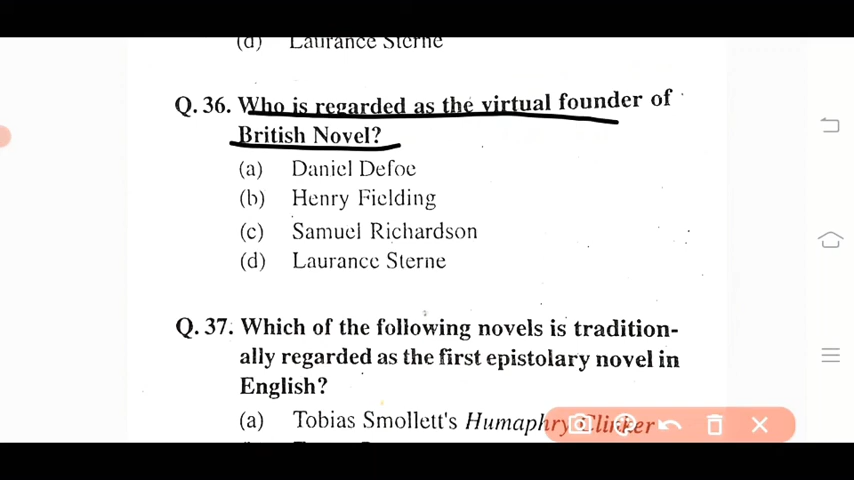 (d) Laurance Sterne
Q. 36. Who is regarded as the virtual founder of
British Novel?
(a) Daniel Defoe
(b) Henry Fielding
(c) Samuel Richardson
(d) Laurance Sterne
Q. 37. Which of the following novels is tradition-
ally regarded as the first epistolary novel in
English?
(a) Tobias Smollett's Humaphry Clinker